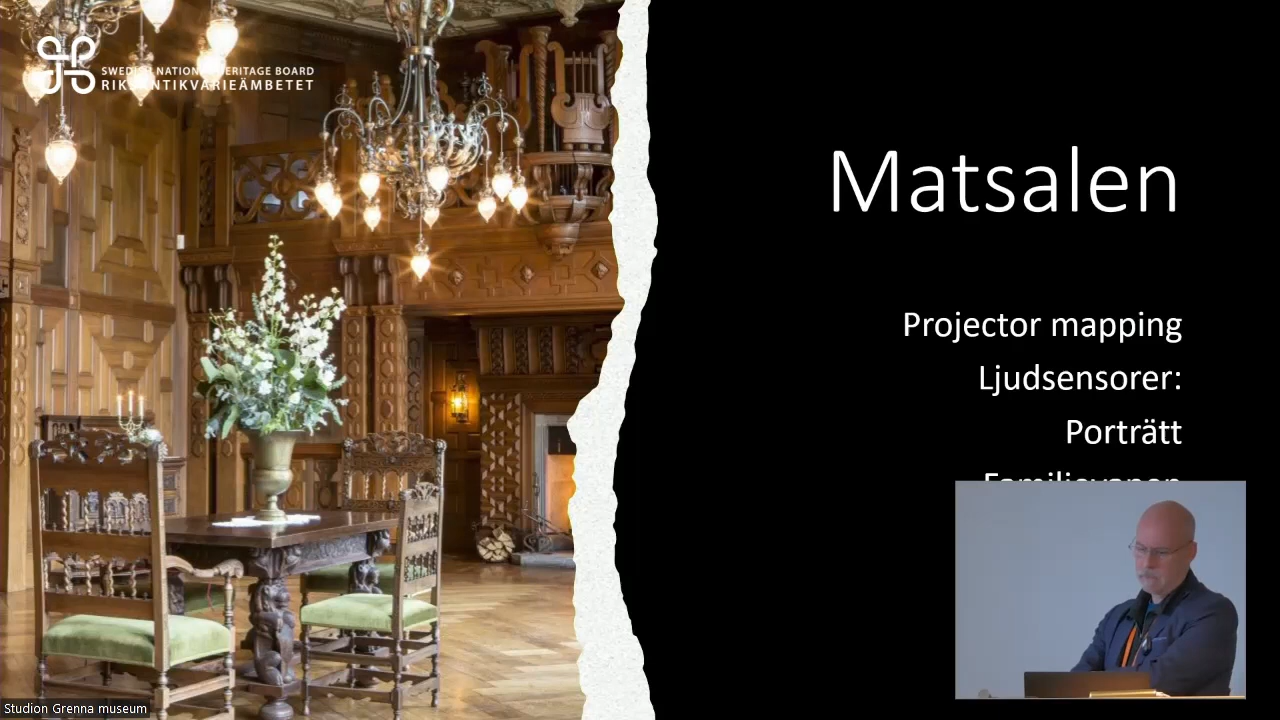 SWEDISH NATIONAL HERITAGE BOARD
RIKSANTIKVARIEÄMBETET
Matsalen
Projector mapping
Ljudsensorer:
Porträtt
Studion Grenna museum